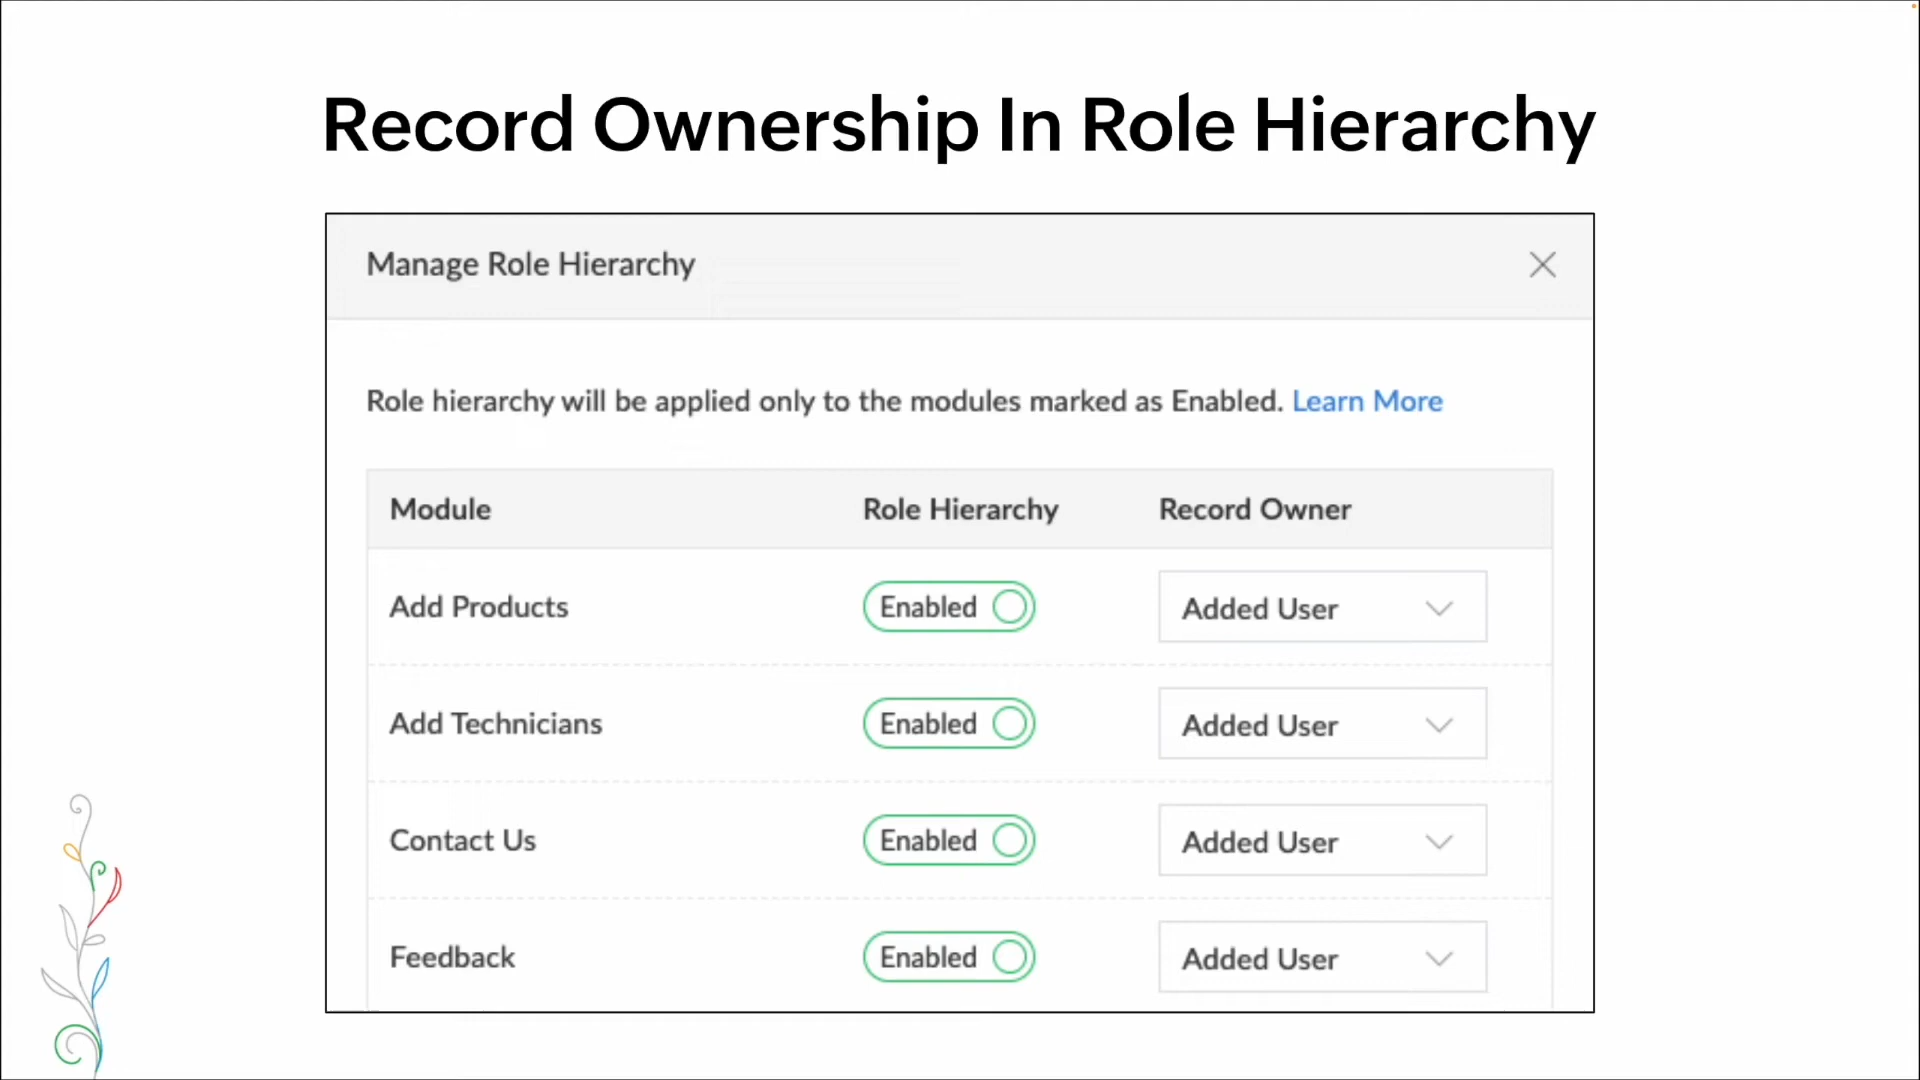 Record Ownership In Role Hierarchy
Manage Role Hierarchy
Role hierarchy will be applied only to the modules marked as Enabled. Learn More
Module Role Hierarchy Record Owner
Add Products Enabled Added User
Add Technicians Enabled Added User
Contact Us Enabled Added User
Feedback Enabled Added User